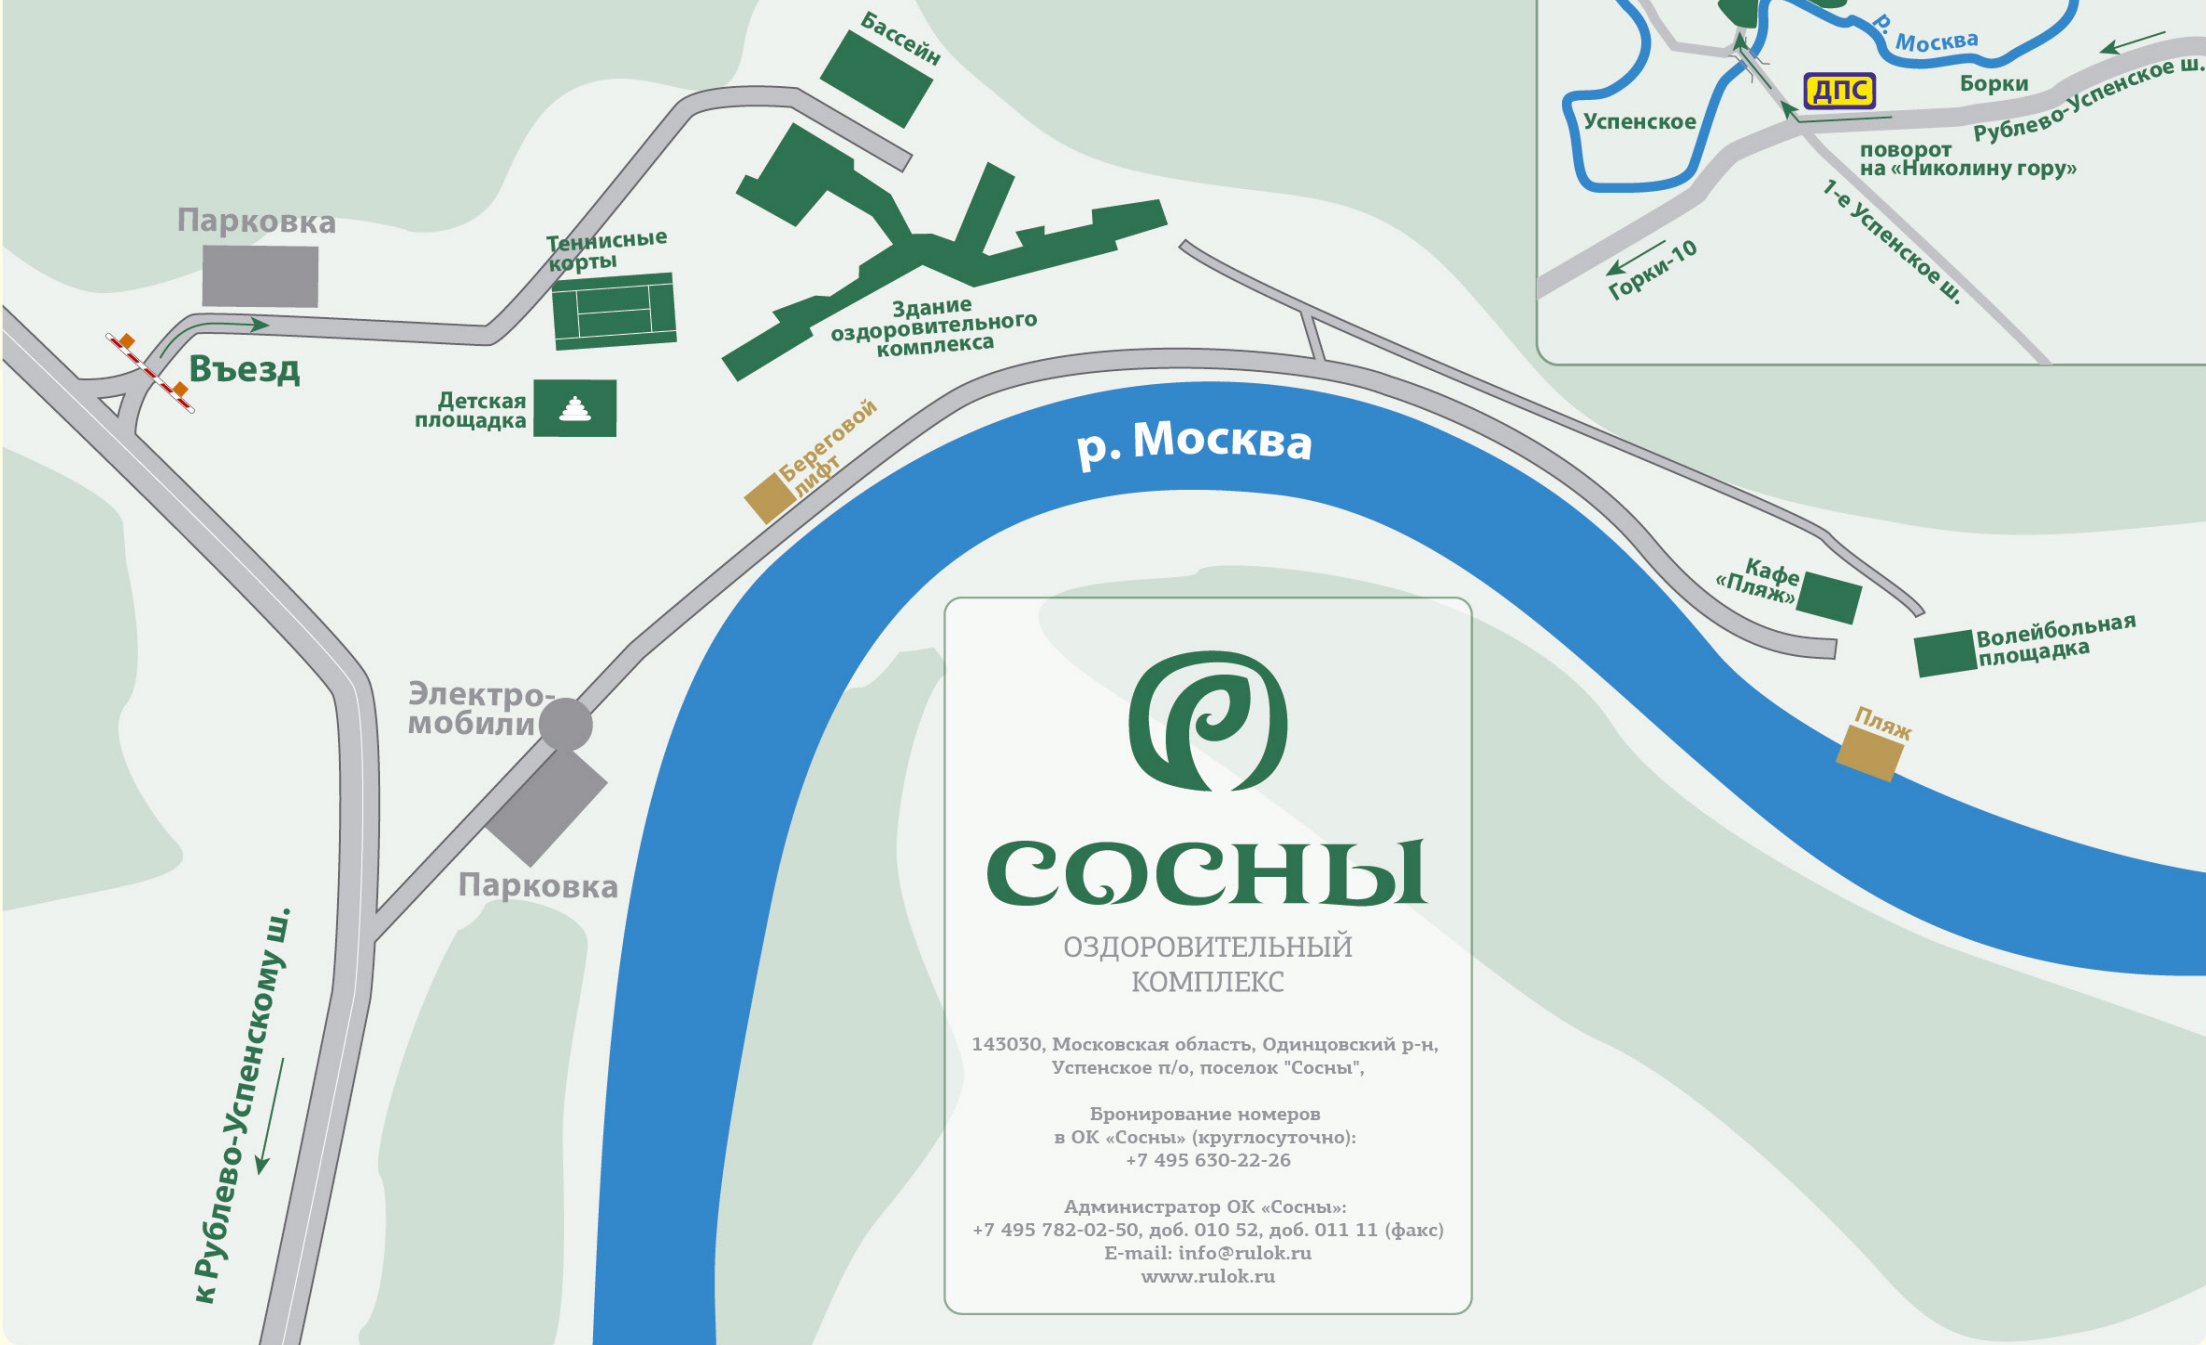 Бассейн
Парковка
Теннисные
корты
Здание
оздоровительного
комплекса
Въезд
Детская
площадка
Береговой
лифт
р. Москва
Кафе
«Пляж»
Волейбольная
площадка
Пляж
Электро-
мобили
Парковка
к Рублево-Успенскому ш.
р. Москва
ДПС
Борки
Рублево-Успенское ш.
Успенское
поворот
на «Николину гору»
1-е Успенское ш.
Горки-10
СОСНЫ
ОЗДОРОВИТЕЛЬНЫЙ
КОМПЛЕКС
143030, Московская область, Одинцовский р-н,
Успенское п/о, поселок "Сосны",
Бронирование номеров
в ОК «Сосны» (круглосуточно):
+7 495 630-22-26
Администратор ОК «Сосны»:
+7 495 782-02-50, доб. 010 52, доб. 011 11 (факс)
E-mail: info@rulok.ru
www.rulok.ru